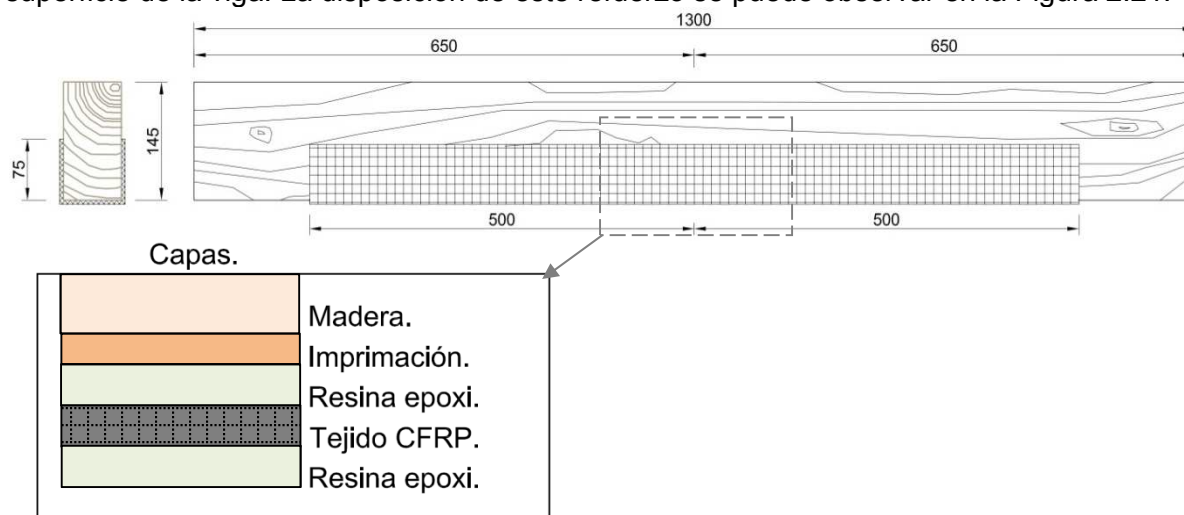 superficie de la viga. La disposición de este refuerzo se puede observar en la Figura 2.21.
1300
650 650
145
75
500 500
Capas.
Madera.
Imprimación.
Resina epoxi.
Tejido CFRP.
Resina epoxi.